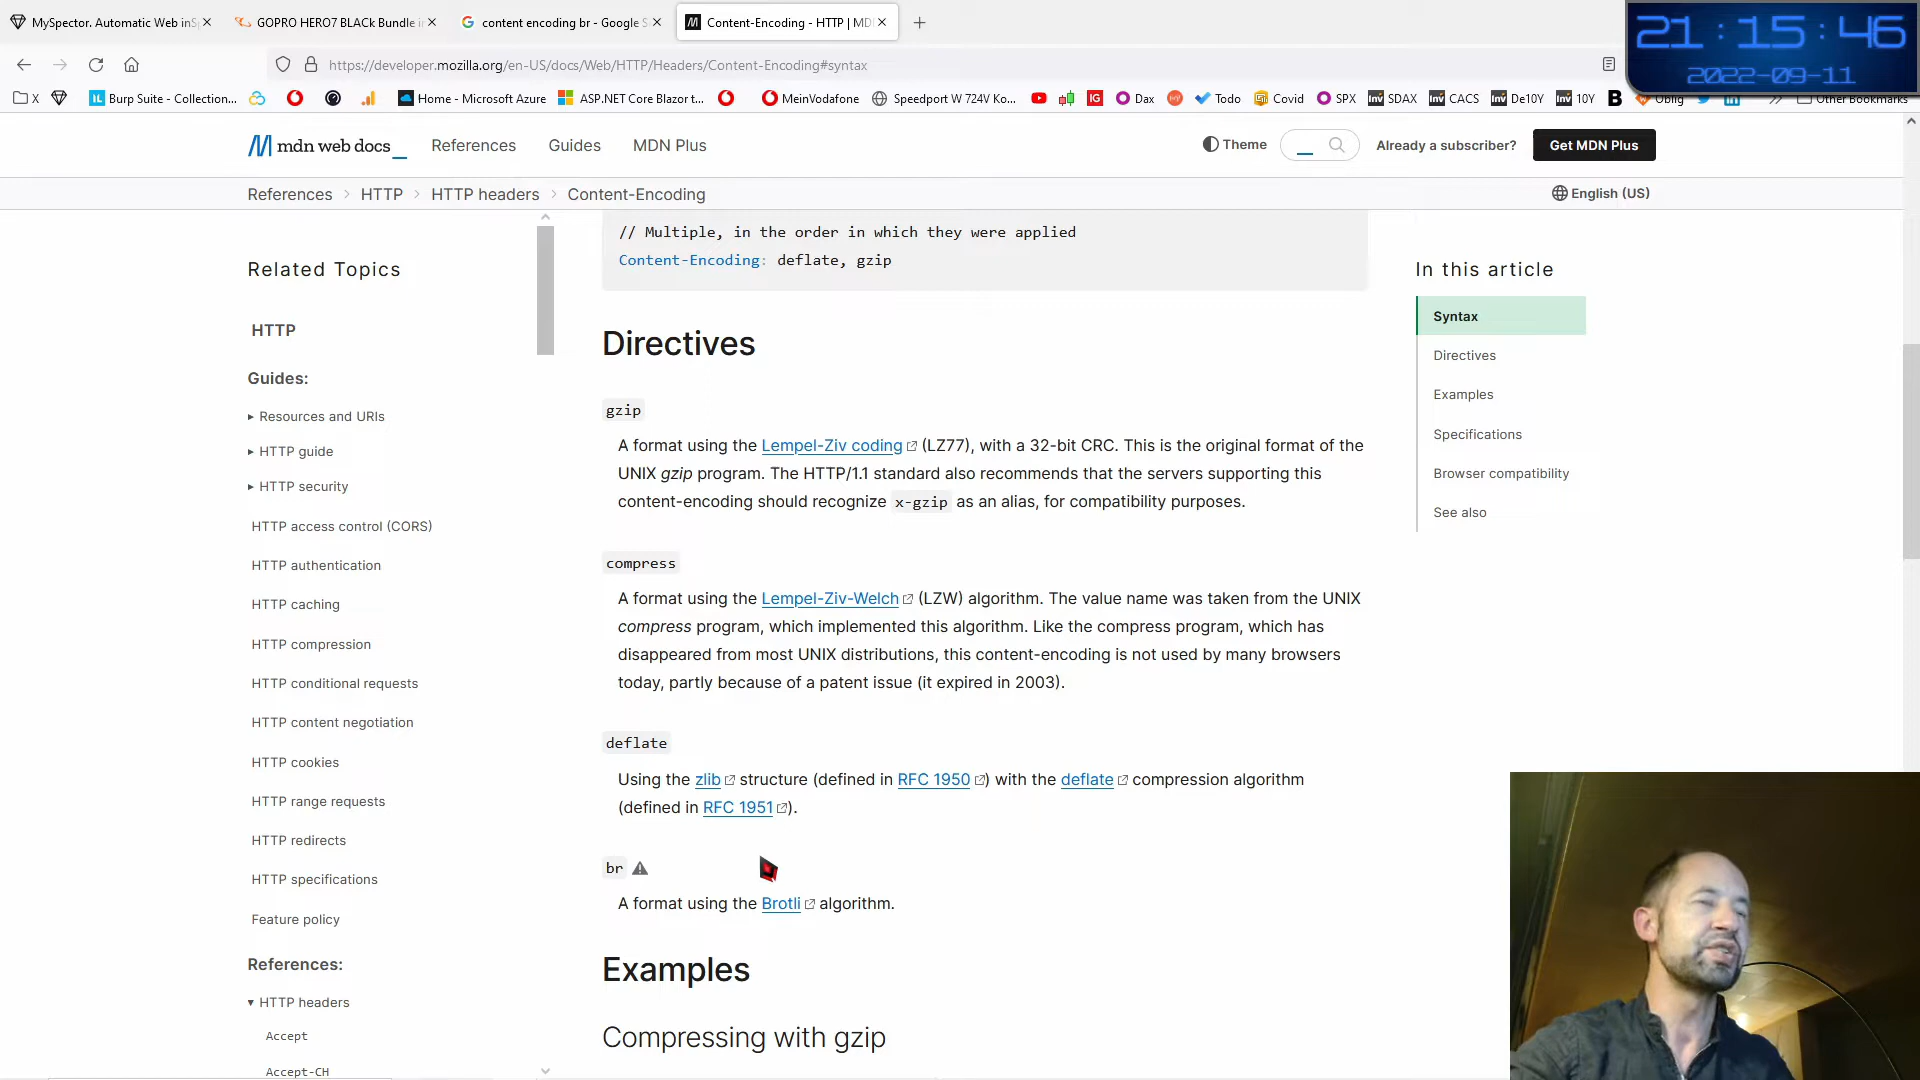 MySpector. Automatic Web inS
GOPRO HERO7 BLACk Bundle i
content encoding br - Google S
Content-Encoding - HTTP | MD
21:15:46
2022-09-11
https://developer.mozilla.org/en-US/docs/Web/HTTP/Headers/Content-Encoding#syntax
X
Burp Suite - Collection...
Home - Microsoft Azure
ASP.NET Core Blazor t...
MeinVodafone
Speedport W 724V Ko...
IG
Dax
Todo
Covid
SPX
Inv SDAX
Inv CACS
Inv De10Y
Inv 10Y
B
Oblig
Other Bookmarks
mdn web docs
References
Guides
MDN Plus
Theme
Already a subscriber?
Get MDN Plus
References > HTTP > HTTP headers > Content-Encoding
English (US)
Related Topics
HTTP
Guides:
Resources and URIs
HTTP guide
HTTP security
HTTP access control (CORS)
HTTP authentication
HTTP caching
HTTP compression
HTTP conditional requests
HTTP content negotiation
HTTP cookies
HTTP range requests
HTTP redirects
HTTP specifications
Feature policy
References:
HTTP headers
Accept
Accept-CH
// Multiple, in the order in which they were applied
Content-Encoding: deflate, gzip
Directives
gzip
A format using the Lempel-Ziv coding (LZ77), with a 32-bit CRC. This is the original format of the
UNIX gzip program. The HTTP/1.1 standard also recommends that the servers supporting this
content-encoding should recognize x-gzip as an alias, for compatibility purposes.
compress
A format using the Lempel-Ziv-Welch (LZW) algorithm. The value name was taken from the UNIX
compress program, which implemented this algorithm. Like the compress program, which has
disappeared from most UNIX distributions, this content-encoding is not used by many browsers
today, partly because of a patent issue (it expired in 2003).
deflate
Using the zlib structure (defined in RFC 1950) with the deflate compression algorithm
(defined in RFC 1951).
br
A format using the Brotli algorithm.
Examples
Compressing with gzip
In this article
Syntax
Directives
Examples
Specifications
Browser compatibility
See also